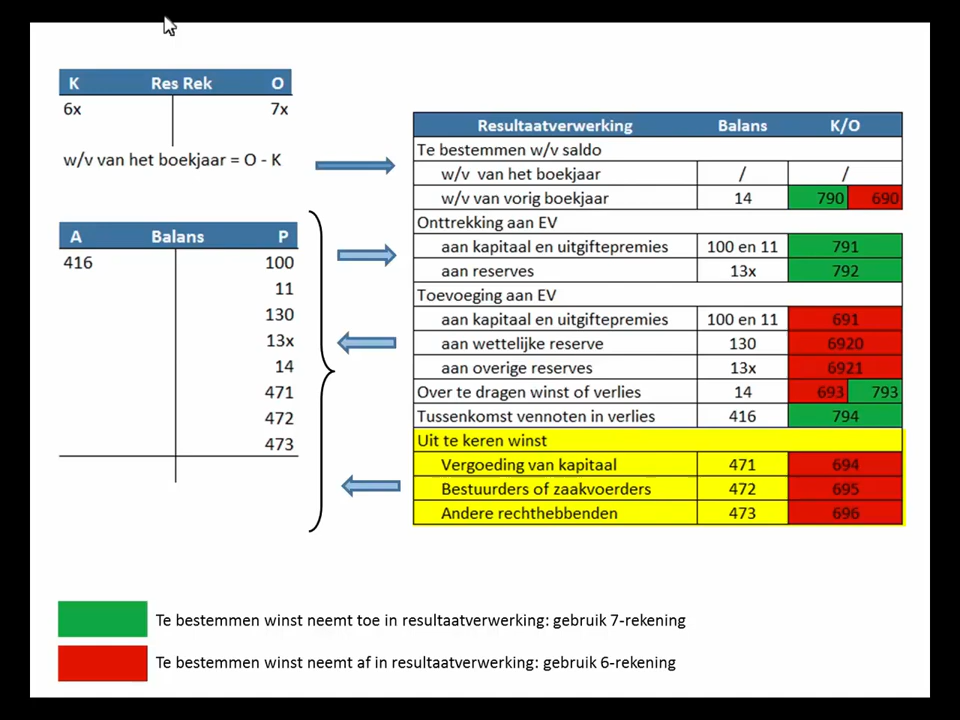 K Res Rek O
6x 7x
w/v van het boekjaar = O - K
A Balans P
416 100
11
130
13x
14
471
472
473
Resultaatverwerking Balans K/O
Te bestemmen w/v saldo
w/v van het boekjaar / /
w/v van vorig boekjaar 14 790 690
Onttrekking aan EV
aan kapitaal en uitgiftepremies 100 en 11 791
aan reserves 13x 792
Toevoeging aan EV
aan kapitaal en uitgiftepremies 100 en 11 691
aan wettelijke reserve 130 6920
aan overige reserves 13x 6921
Over te dragen winst of verlies 14 693 793
Tussenkomst vennoten in verlies 416 794
Uit te keren winst
Vergoeding van kapitaal 471 694
Bestuurders of zaakvoerders 472 695
Andere rechthebbenden 473 696
Te bestemmen winst neemt toe in resultaatverwerking: gebruik 7-rekening
Te bestemmen winst neemt af in resultaatverwerking: gebruik 6-rekening